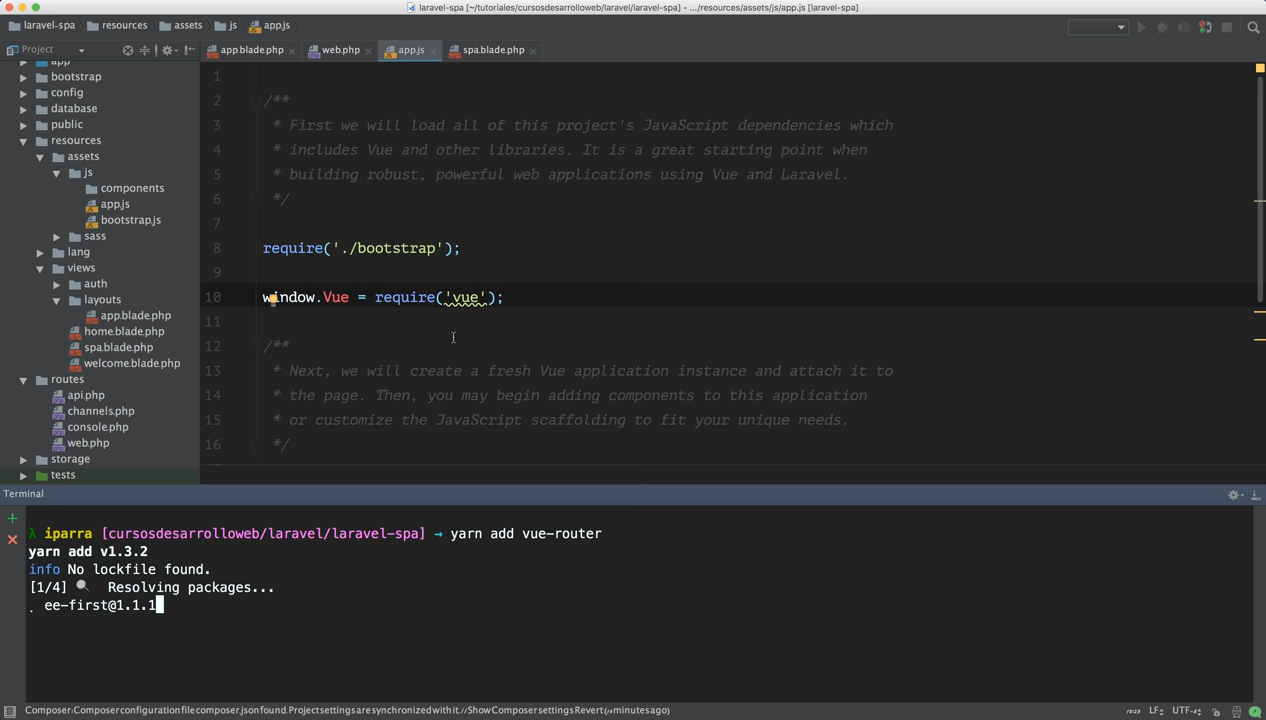 laravel-spa [~/tutoriales/cursosdesarrolloweb/laravel/laravel-spa] - .../resources/assets/js/app.js [laravel-spa]
laravel-spa resources assets js app.js
Project
app.blade.php web.php app.js spa.blade.php
app
bootstrap
config
database
public
resources
assets
js
components
app.js
bootstrap.js
sass
lang
views
auth
layouts
app.blade.php
home.blade.php
spa.blade.php
welcome.blade.php
routes
api.php
channels.php
console.php
web.php
storage
tests
1
2 /**
3 * First we will load all of this project's JavaScript dependencies which
4 * includes Vue and other libraries. It is a great starting point when
5 * building robust, powerful web applications using Vue and Laravel.
6 */
7
8 require('./bootstrap');
9
10 window.Vue = require('vue');
11
12 /**
13 * Next, we will create a fresh Vue application instance and attach it to
14 * the page. Then, you may begin adding components to this application
15 * or customize the JavaScript scaffolding to fit your unique needs.
16 */
Terminal
λ iparra [cursosdesarrolloweb/laravel/laravel-spa] → yarn add vue-router
yarn add v1.3.2
info No lockfile found.
[1/4] 🔍 Resolving packages...
ee-first@1.1.1
Composer: Composer configuration file composer.json found. Project settings are synchronized with it. // Show Composer settings Revert ( minutes ago)
LF UTF-8